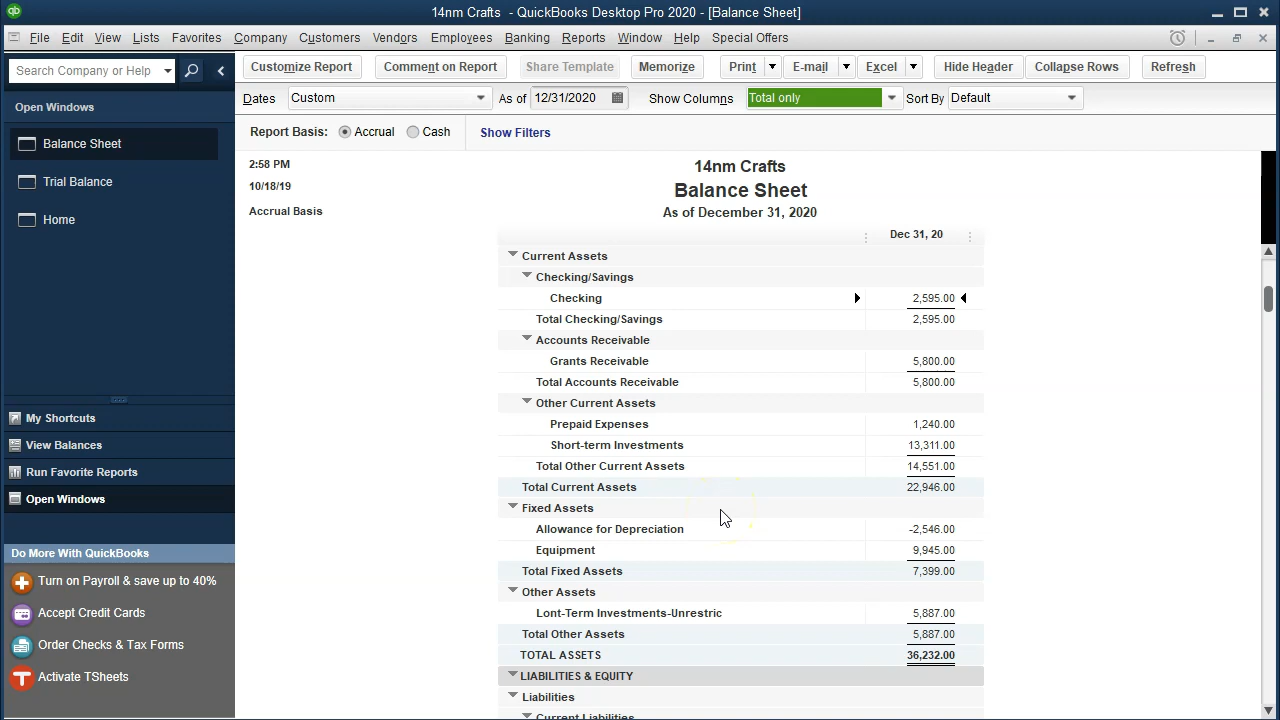 qb
14nm Crafts - QuickBooks Desktop Pro 2020 - [Balance Sheet]
File Edit View Lists Favorites Company Customers Vendors Employees Banking Reports Window Help Special Offers
Search Company or Help
Customize Report Comment on Report Share Template Memorize Print E-mail Excel Hide Header Collapse Rows Refresh
Open Windows
Dates Custom As of 12/31/2020 Show Columns Total only Sort By Default
Report Basis: Accrual Cash Show Filters
Balance Sheet
Trial Balance
Home
My Shortcuts
View Balances
Run Favorite Reports
Open Windows
Do More With QuickBooks
Turn on Payroll & save up to 40%
Accept Credit Cards
Order Checks & Tax Forms
T Activate TSheets
2:58 PM
10/18/19
Accrual Basis
14nm Crafts
Balance Sheet
As of December 31, 2020
Dec 31, 20
Current Assets
Checking/Savings
Checking 2,595.00
Total Checking/Savings 2,595.00
Accounts Receivable
Grants Receivable 5,800.00
Total Accounts Receivable 5,800.00
Other Current Assets
Prepaid Expenses 1,240.00
Short-term Investments 13,311.00
Total Other Current Assets 14,551.00
Total Current Assets 22,946.00
Fixed Assets
Allowance for Depreciation -2,546.00
Equipment 9,945.00
Total Fixed Assets 7,399.00
Other Assets
Lont-Term Investments-Unrestric 5,887.00
Total Other Assets 5,887.00
TOTAL ASSETS 36,232.00
LIABILITIES & EQUITY
Liabilities
Current Liabilities